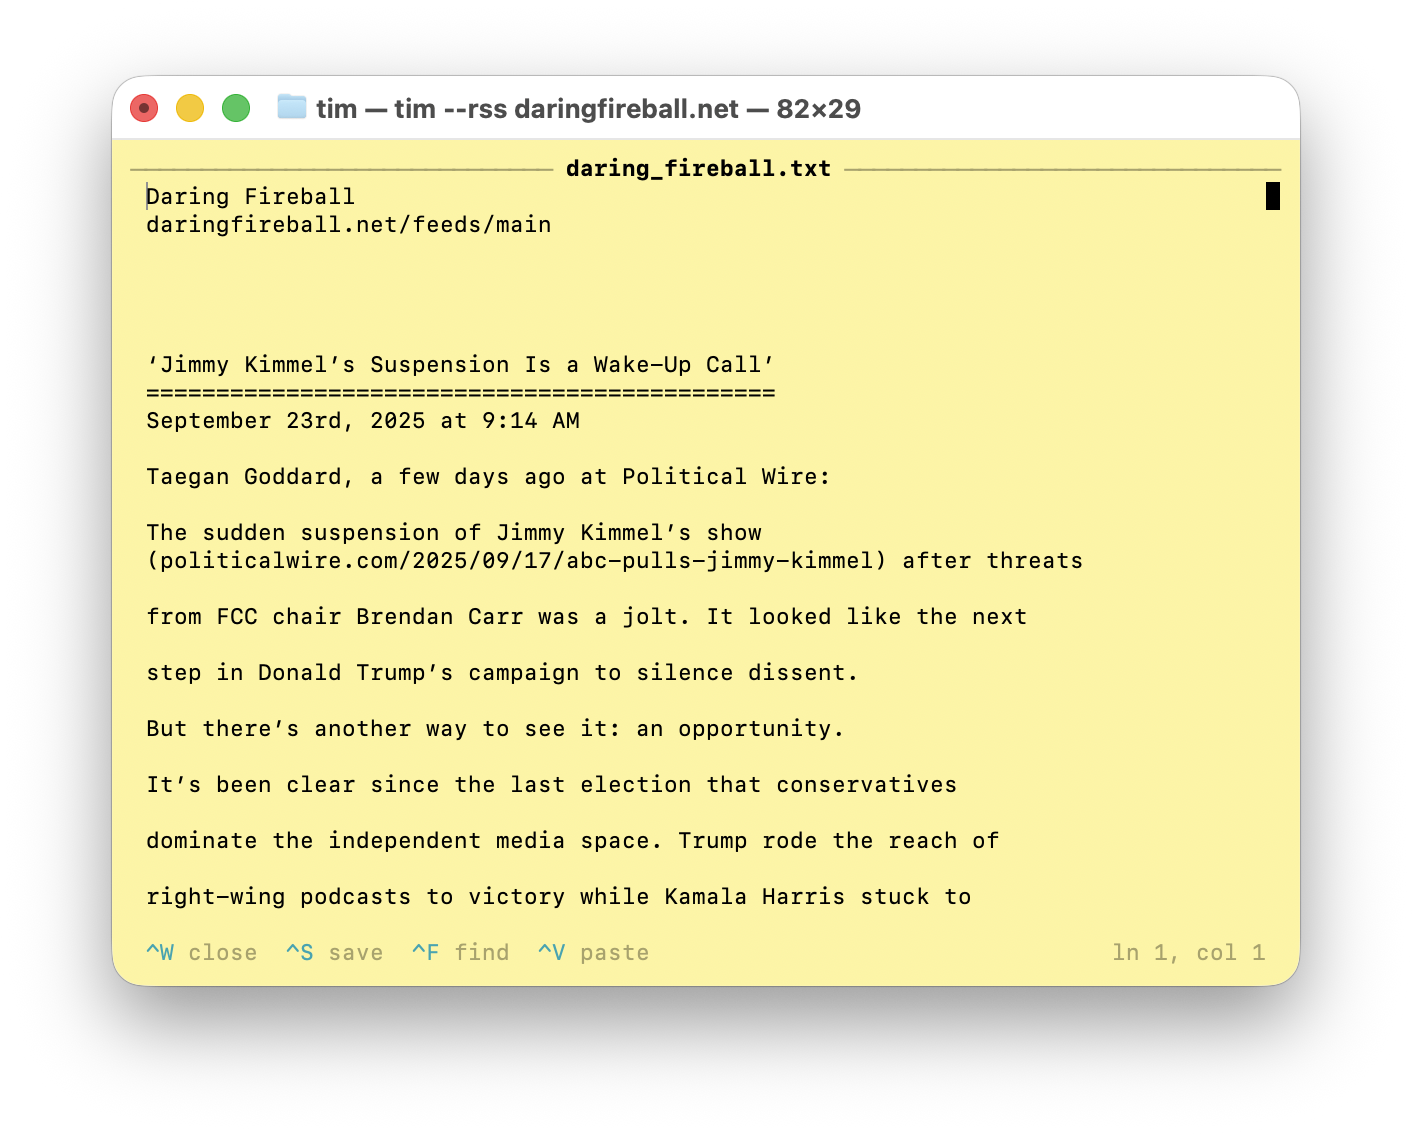 tim — tim --rss daringfireball.net — 82×29
daring_fireball.txt
Daring Fireball
daringfireball.net/feeds/main
‘Jimmy Kimmel’s Suspension Is a Wake-Up Call’
=============================================
September 23rd, 2025 at 9:14 AM
Taegan Goddard, a few days ago at Political Wire:
The sudden suspension of Jimmy Kimmel’s show
(politicalwire.com/2025/09/17/abc-pulls-jimmy-kimmel) after threats
from FCC chair Brendan Carr was a jolt. It looked like the next
step in Donald Trump’s campaign to silence dissent.
But there’s another way to see it: an opportunity.
It’s been clear since the last election that conservatives
dominate the independent media space. Trump rode the reach of
right-wing podcasts to victory while Kamala Harris stuck to
^W close ^S save ^F find ^V paste ln 1, col 1